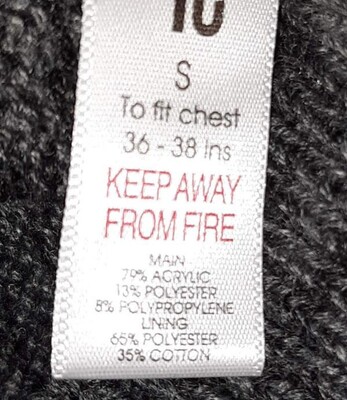 S
To fit chest
36 - 38 Ins
KEEP AWAY
FROM FIRE
MAIN
79% ACRYLIC
13% POLYESTER
8% POLYPROPYLENE
LINING
65% POLYESTER
35% COTTON